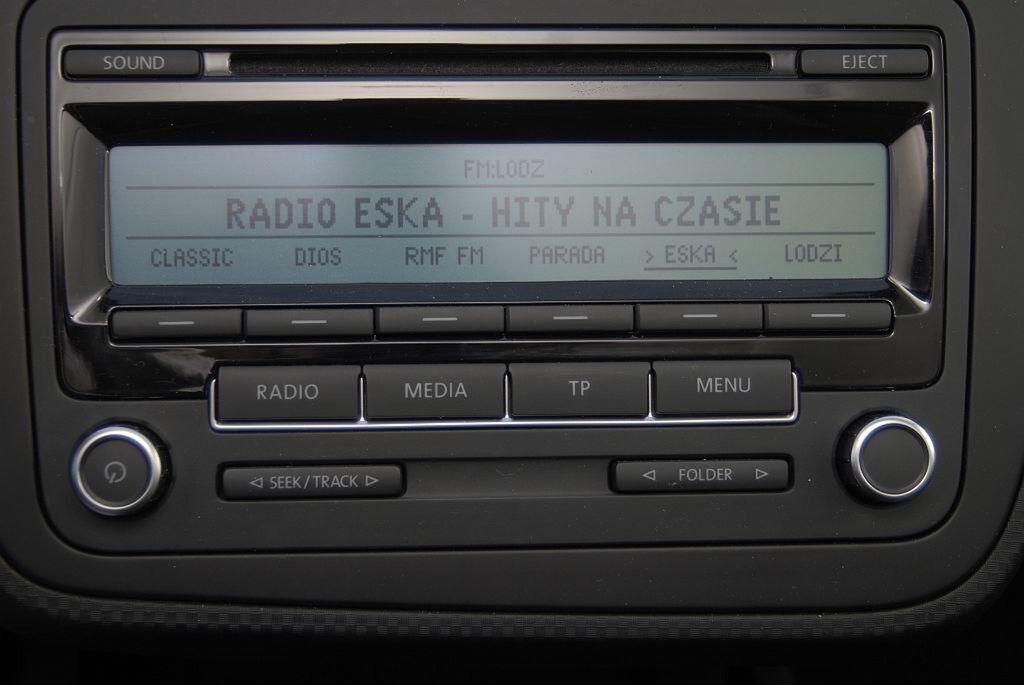 SOUND EJECT
FM:LODZ
RADIO ESKA - HITY NA CZASIE
CLASSIC DIOS RMF FM PARADA > ESKA < LODZI
RADIO MEDIA TP MENU
SEEK/TRACK FOLDER